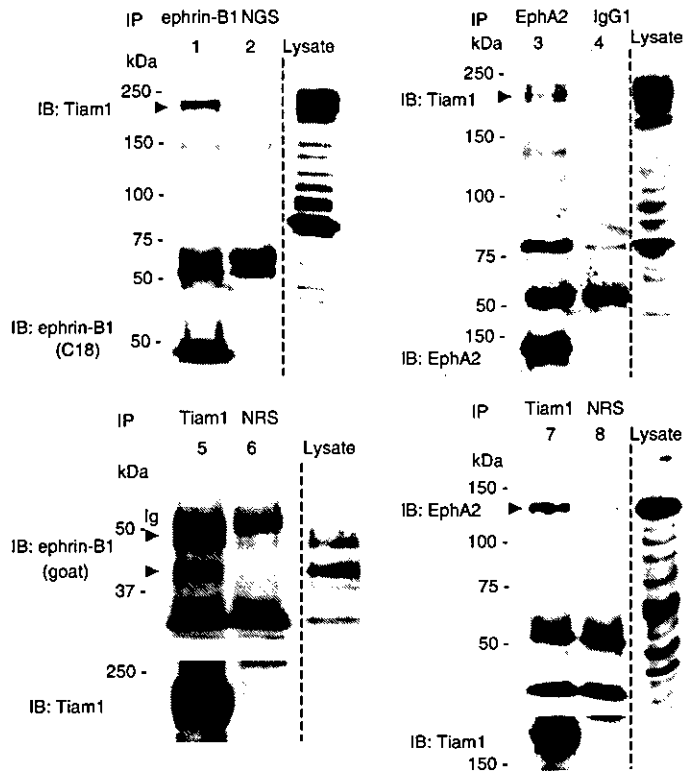 IP ephrin-B1 NGS
1 2 Lysate
kDa
250 -
IB: Tiam1
150 -
100 -
75 -
50 -
IB: ephrin-B1 50 -
(C18)
IP EphA2 IgG1
kDa 3 4 Lysate
250 -
IB: Tiam1
150 -
100 -
75 -
50 -
150 -
IB: EphA2
IP Tiam1 NRS
5 6 Lysate
kDa
Ig
50 -
IB: ephrin-B1
(goat)
37 -
250 -
IB: Tiam1
IP Tiam1 NRS
7 8 Lysate
kDa
150 -
IB: EphA2
100 -
75 -
50 -
IB: Tiam1
150 -